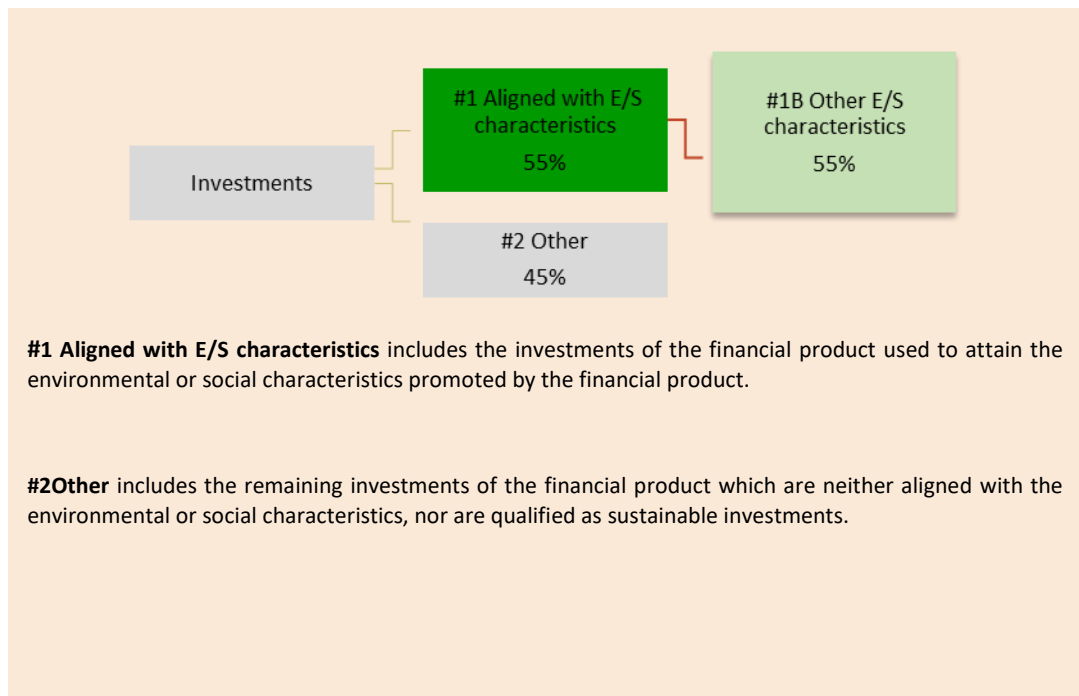 #1 Aligned with E/S
characteristics
55%
#1B Other E/S
characteristics
55%
Investments
#2 Other
45%
#1 Aligned with E/S characteristics includes the investments of the financial product used to attain the
environmental or social characteristics promoted by the financial product.
#2Other includes the remaining investments of the financial product which are neither aligned with the
environmental or social characteristics, nor are qualified as sustainable investments.